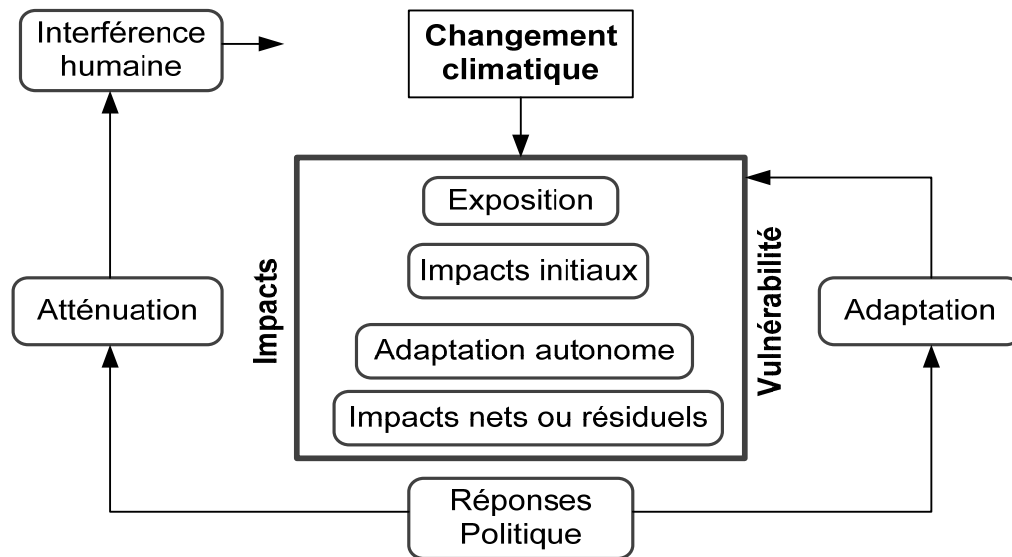 Interférence
humaine
Changement
climatique
Exposition
Impacts initiaux
Impacts
Vulnérabilité
Atténuation
Adaptation
Adaptation autonome
Impacts nets ou résiduels
Réponses
Politique